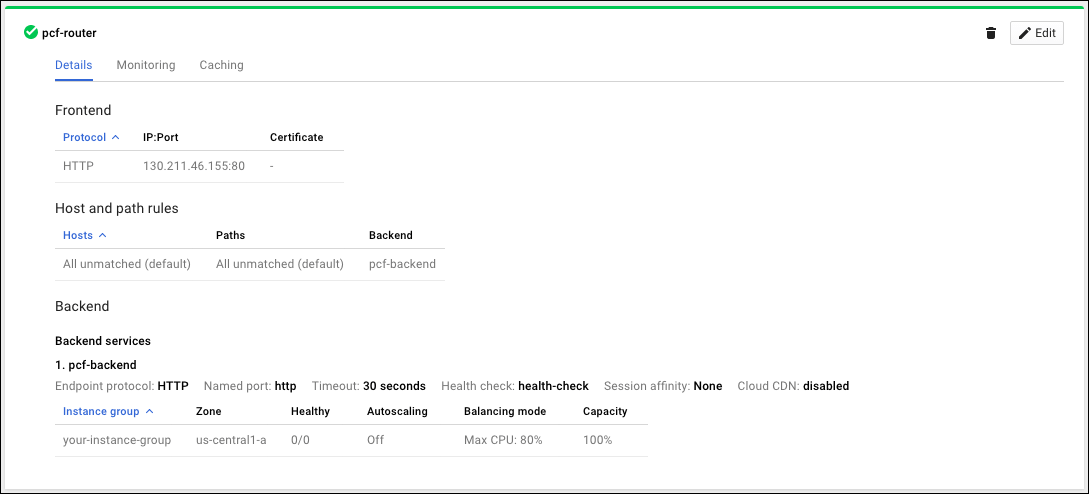 pcf-router
Edit
Details Monitoring Caching
Frontend
Protocol IP:Port Certificate
HTTP 130.211.46.155:80 -
Host and path rules
Hosts Paths Backend
All unmatched (default) All unmatched (default) pcf-backend
Backend
Backend services
1. pcf-backend
Endpoint protocol: HTTP Named port: http Timeout: 30 seconds Health check: health-check Session affinity: None Cloud CDN: disabled
Instance group Zone Healthy Autoscaling Balancing mode Capacity
your-instance-group us-central1-a 0/0 Off Max CPU: 80% 100%